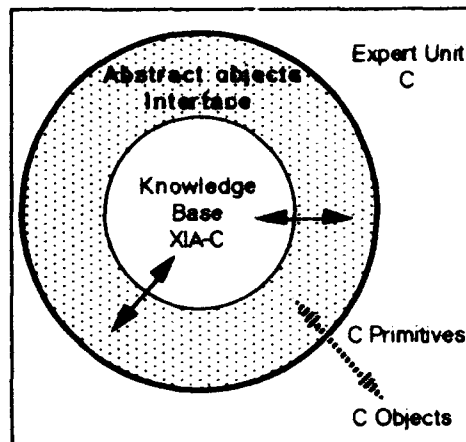 Expert Unit
C
Abstract objects
Interface
Knowledge
Base
XIA-C
C Primitives
C Objects